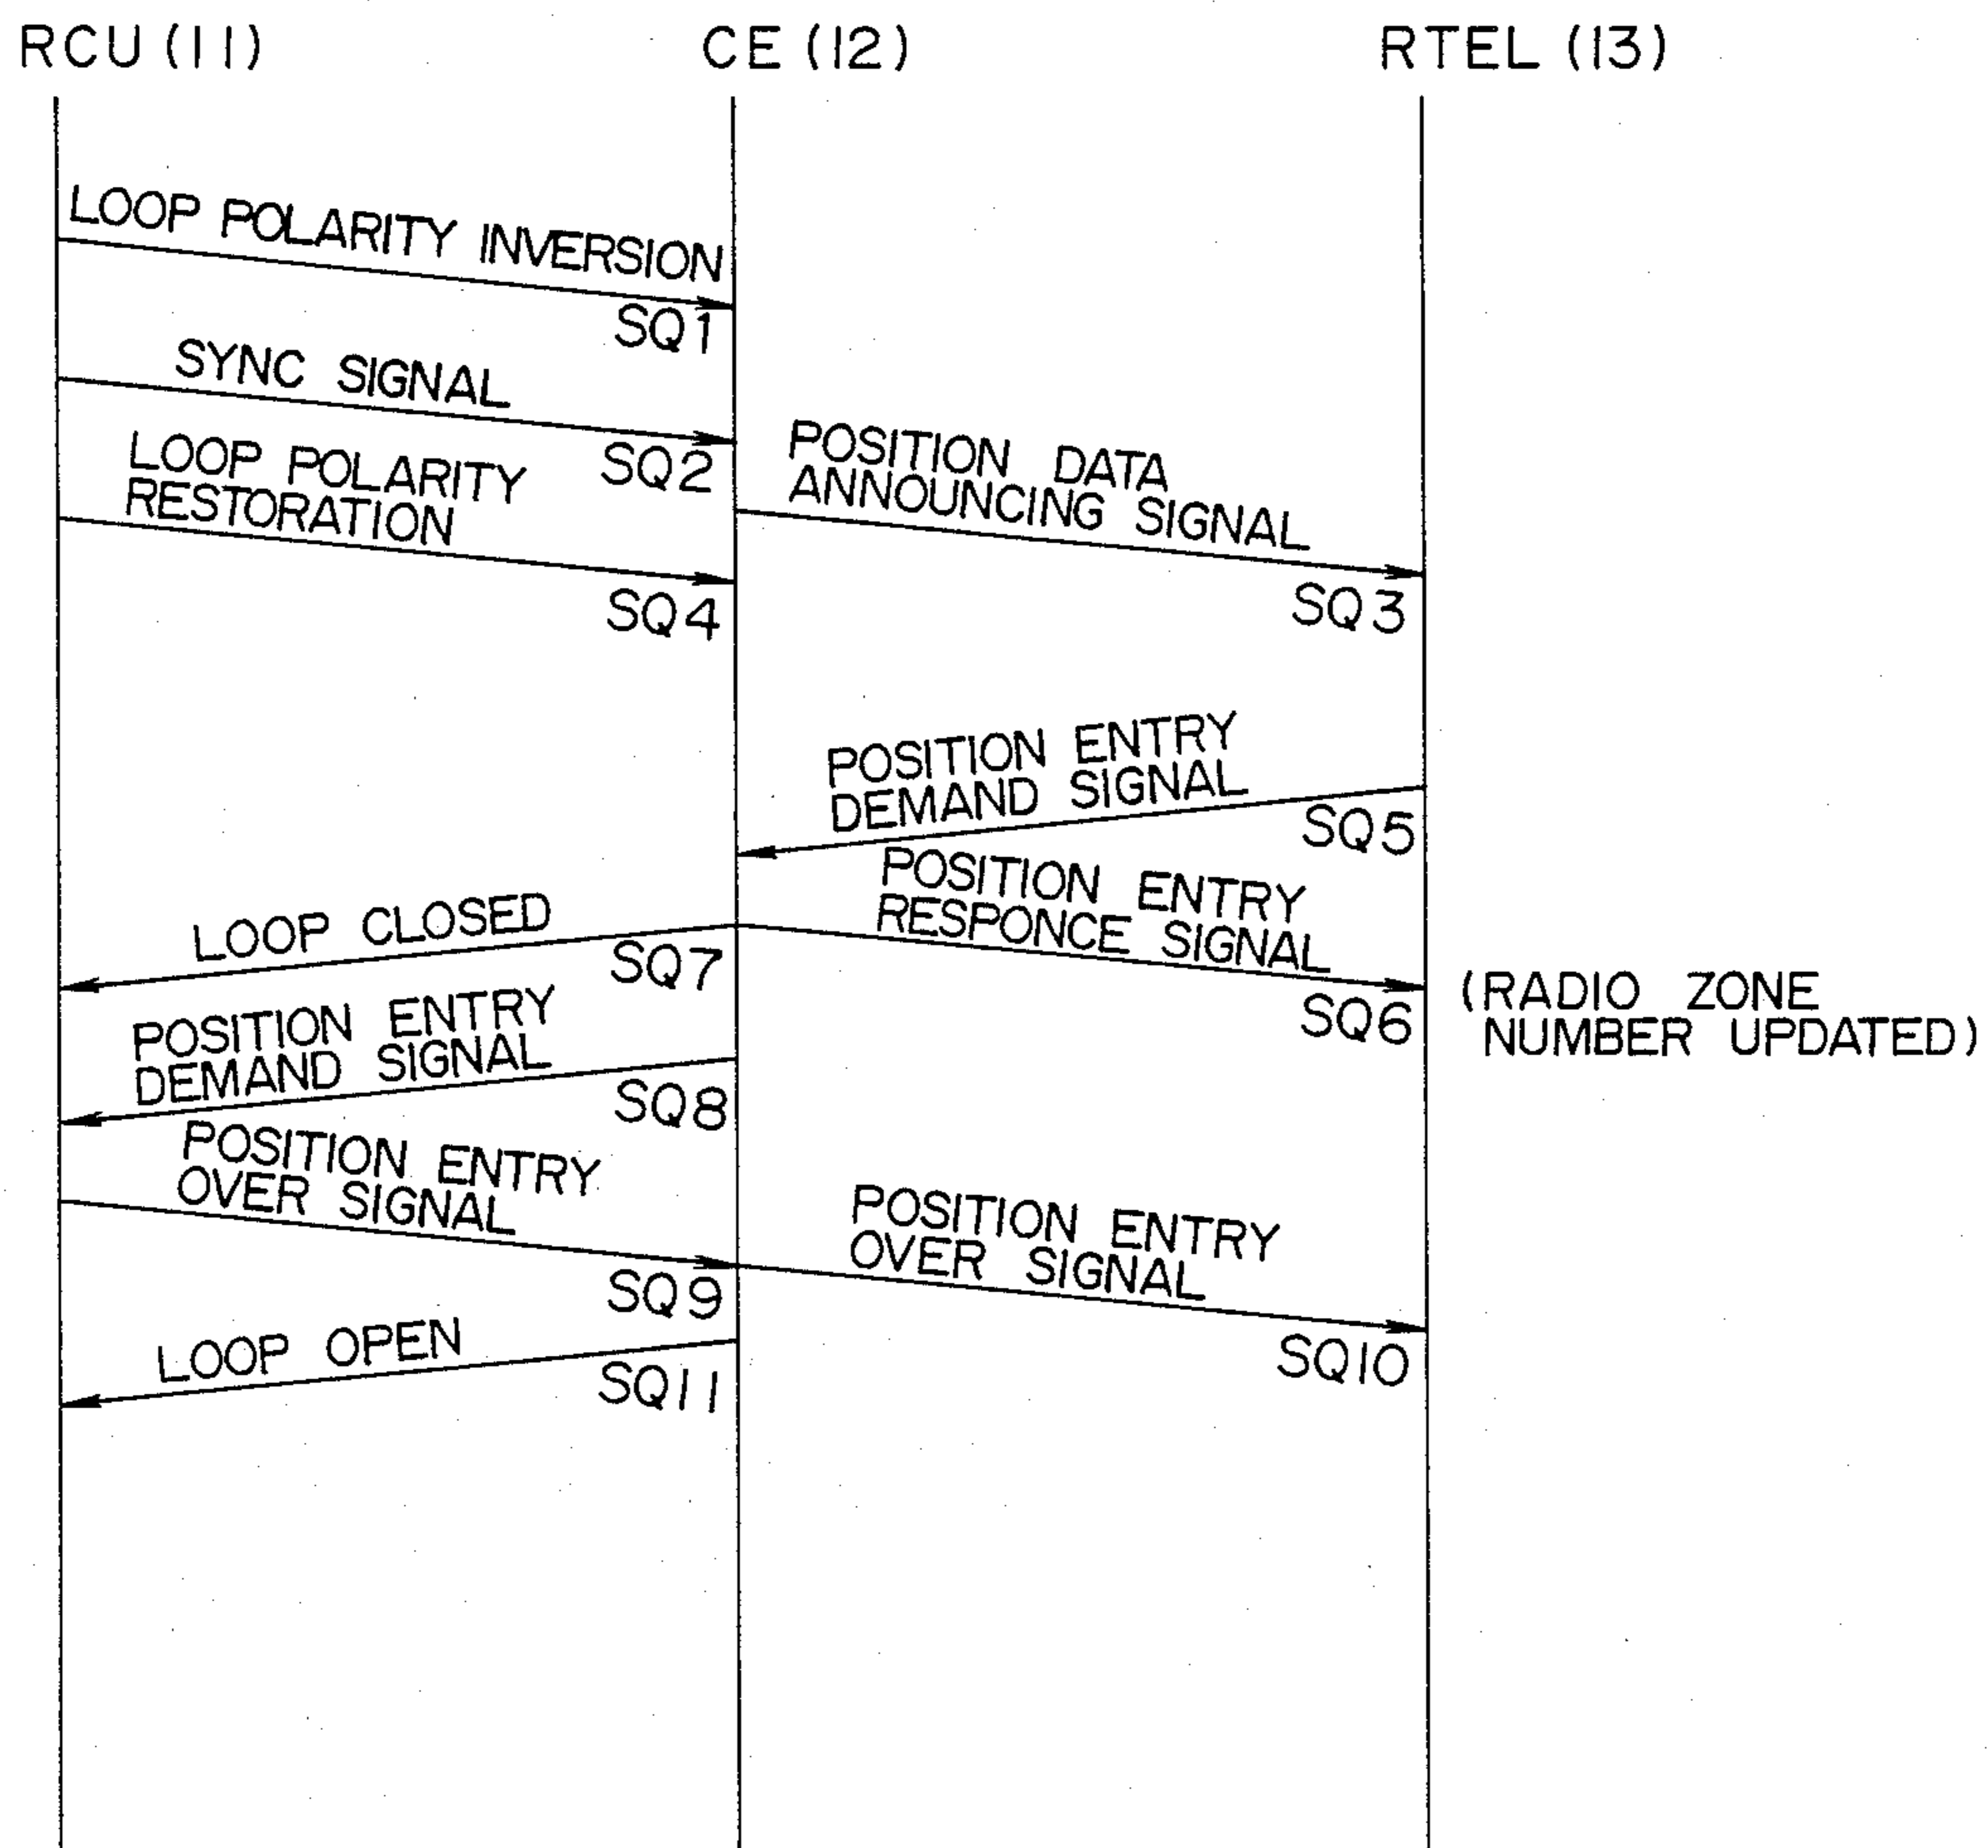 RCU (11)
CE (12)
RTEL (13)
LOOP POLARITY INVERSION
SQ1
SYNC SIGNAL
SQ2
LOOP POLARITY
RESTORATION
SQ4
POSITION DATA
ANNOUNCING SIGNAL
SQ3
POSITION ENTRY
DEMAND SIGNAL
SQ5
POSITION ENTRY
RESPONCE SIGNAL
SQ6
(RADIO ZONE
NUMBER UPDATED)
LOOP CLOSED
SQ7
POSITION ENTRY
DEMAND SIGNAL
SQ8
POSITION ENTRY
OVER SIGNAL
SQ9
POSITION ENTRY
OVER SIGNAL
SQ10
LOOP OPEN
SQ11